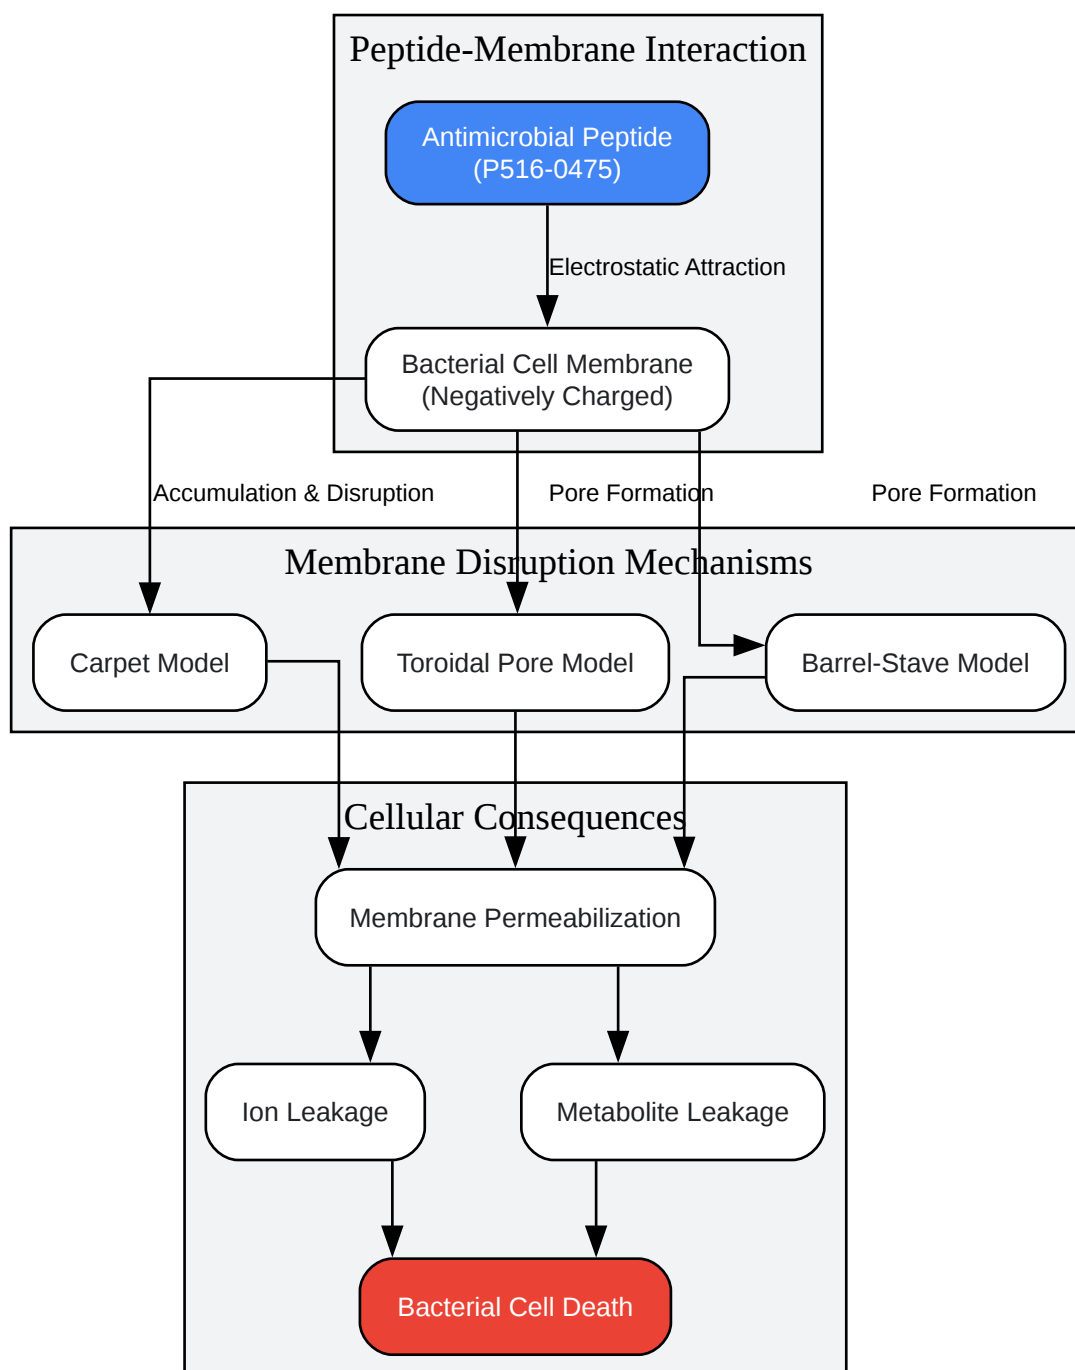 Peptide-Membrane Interaction
Antimicrobial Peptide
(P516-0475)
Electrostatic Attraction
Bacterial Cell Membrane
(Negatively Charged)
Accumulation & Disruption
Pore Formation
Pore Formation
Membrane Disruption Mechanisms
Carpet Model
Toroidal Pore Model
Barrel-Stave Model
Cellular Consequences
Membrane Permeabilization
Ion Leakage
Metabolite Leakage
Bacterial Cell Death